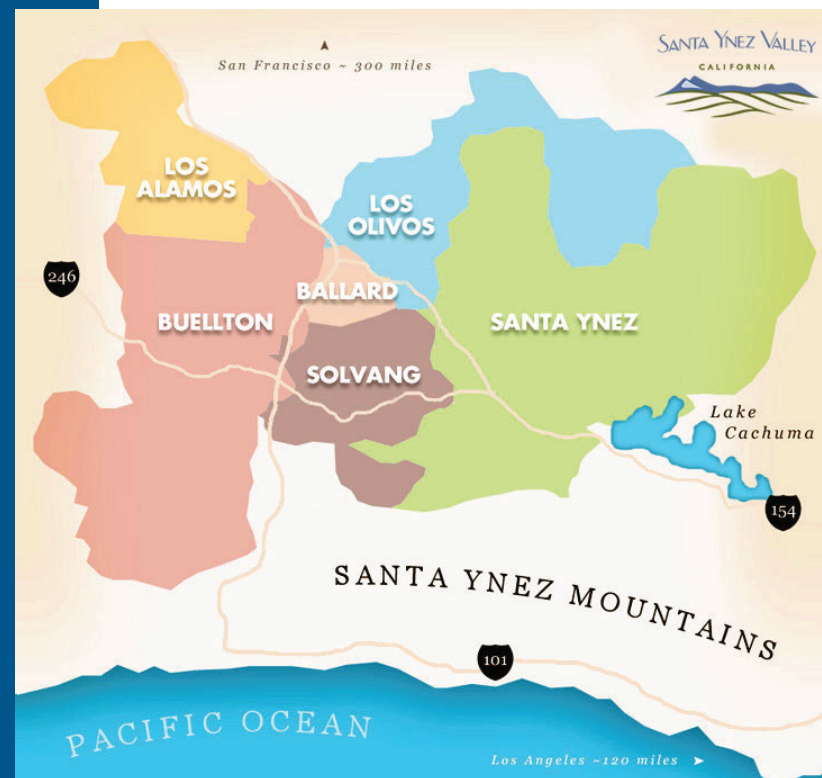 San Francisco ~ 300 miles
SANTA YNEZ VALLEY
CALIFORNIA
LOS
ALAMOS
LOS
OLIVOS
246
BALLARD
BUELLTON
SANTA YNEZ
SOLVANG
Lake
Cachuma
154
SANTA YNEZ MOUNTAINS
101
PACIFIC OCEAN
Los Angeles ~120 miles